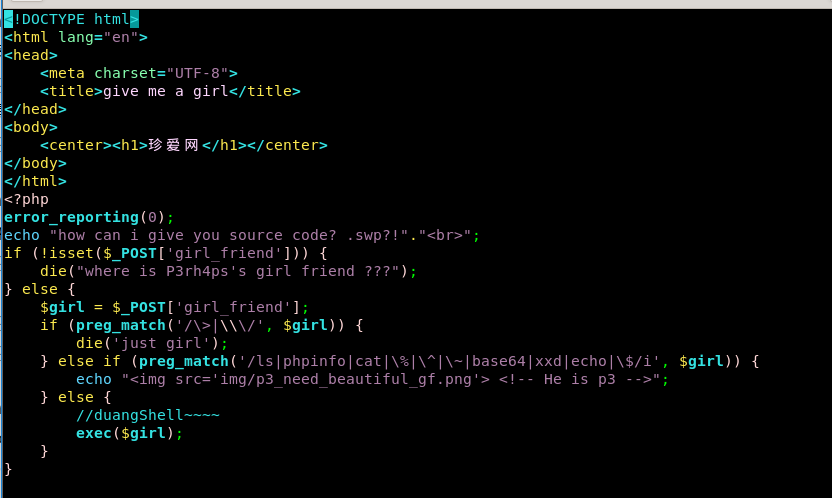 <!DOCTYPE html>
<html lang="en">
<head>
    <meta charset="UTF-8">
    <title>give me a girl</title>
</head>
<body>
    <center><h1>珍爱网</h1></center>
</body>
</html>
<?php
error_reporting(0);
echo "how can i give you source code? .swp?!"."<br>";
if (!isset($_POST['girl_friend'])) {
    die("where is P3rh4ps's girl friend ???");
} else {
    $girl = $_POST['girl_friend'];
    if (preg_match('/\>|\\\/', $girl)) {
        die('just girl');
    } else if (preg_match('/ls|phpinfo|cat|\%|\^|\~|base64|xxd|echo|\$/i', $girl)) {
        echo "<img src='img/p3_need_beautiful_gf.png'> <!-- He is p3 -->";
    } else {
        //duangShell~~~~
        exec($girl);
    }
}